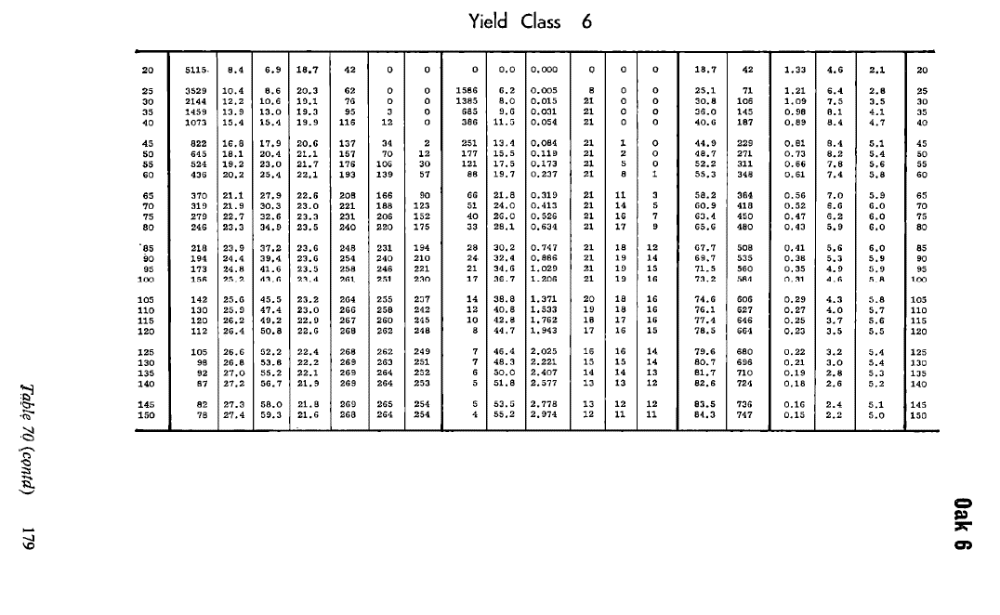 Yield Class 6
20 5115 8.4 6.9 18.7 42 0 0 0 0.0 0.000 0 0 0 18.7 42 1.33 4.6 2.1 20
25 3529 10.4 8.6 20.3 62 0 0 1586 6.2 0.005 8 0 0 25.1 71 1.21 6.4 2.8 25
30 2144 12.2 10.6 19.1 76 0 0 1385 8.0 0.015 21 0 0 30.8 106 1.09 7.5 3.5 30
35 1459 13.9 13.0 19.3 95 3 0 685 9.6 0.031 21 0 0 36.0 145 0.98 8.1 4.1 35
40 1073 15.4 15.4 19.9 116 12 0 386 11.5 0.054 21 0 0 40.6 187 0.89 8.4 4.7 40
45 822 16.8 17.9 20.6 137 34 2 251 13.4 0.084 21 1 0 44.9 229 0.81 8.4 5.1 45
50 645 18.1 20.4 21.1 157 70 12 177 15.5 0.119 21 2 0 48.7 271 0.73 8.2 5.4 50
55 524 19.2 23.0 21.7 176 106 30 121 17.5 0.173 21 5 0 52.2 311 0.66 7.8 5.6 55
60 436 20.2 25.4 22.1 193 139 57 88 19.7 0.237 21 8 1 55.3 348 0.61 7.4 5.8 60
65 370 21.1 27.9 22.6 208 166 90 66 21.8 0.319 21 11 3 58.2 384 0.56 7.0 5.9 65
70 319 21.9 30.3 23.0 221 188 123 51 24.0 0.413 21 14 5 60.9 418 0.52 6.6 6.0 70
75 279 22.7 32.6 23.3 231 206 152 40 26.0 0.526 21 16 7 63.4 450 0.47 6.2 6.0 75
80 246 23.3 34.9 23.5 240 220 175 33 28.1 0.634 21 17 9 65.6 480 0.43 5.9 6.0 80
85 218 23.9 37.2 23.6 248 231 194 28 30.2 0.747 21 18 12 67.7 508 0.41 5.6 6.0 85
90 194 24.4 39.4 23.6 254 240 210 24 32.4 0.886 21 19 14 69.7 535 0.38 5.3 5.9 90
95 173 24.8 41.6 23.5 258 246 221 21 34.6 1.029 21 19 15 71.5 560 0.35 4.9 5.9 95
100 156 25.2 43.6 23.4 261 251 230 17 36.7 1.206 21 19 16 73.2 584 0.31 4.6 5.8 100
105 142 25.6 45.5 23.2 264 255 237 14 38.8 1.371 20 18 16 74.6 606 0.29 4.3 5.8 105
110 130 25.9 47.4 23.0 266 258 242 12 40.8 1.533 19 18 16 76.1 627 0.27 4.0 5.7 110
115 120 26.2 49.2 22.9 267 260 245 10 42.8 1.762 18 17 16 77.4 646 0.25 3.7 5.6 115
120 112 26.4 50.8 22.6 268 262 248 8 44.7 1.943 17 16 15 78.5 664 0.23 3.5 5.5 120
125 105 26.6 52.2 22.4 268 262 249 7 46.4 2.025 16 16 14 79.6 680 0.22 3.2 5.4 125
130 98 26.8 53.8 22.2 269 263 251 7 48.3 2.221 15 15 14 80.7 696 0.21 3.0 5.4 130
135 92 27.0 55.2 22.1 269 264 252 6 50.0 2.407 14 14 13 81.7 710 0.19 2.8 5.3 135
140 87 27.2 56.7 21.9 269 264 253 5 51.8 2.577 13 13 12 82.6 724 0.18 2.6 5.2 140
145 82 27.3 58.0 21.8 269 265 254 5 53.5 2.778 13 12 12 83.5 736 0.16 2.4 5.1 145
150 78 27.4 59.3 21.6 268 264 254 4 55.2 2.974 12 11 11 84.3 747 0.15 2.2 5.0 150
Table 70 (contd) 179
Oak 6